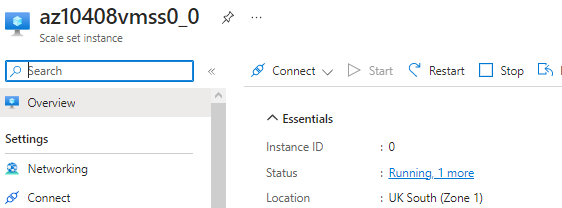 az10408vmss0_0
Scale set instance
Search
Overview
Settings
Networking
Connect
Connect Start Restart Stop
Essentials
Instance ID : 0
Status : Running, 1 more
Location : UK South (Zone 1)